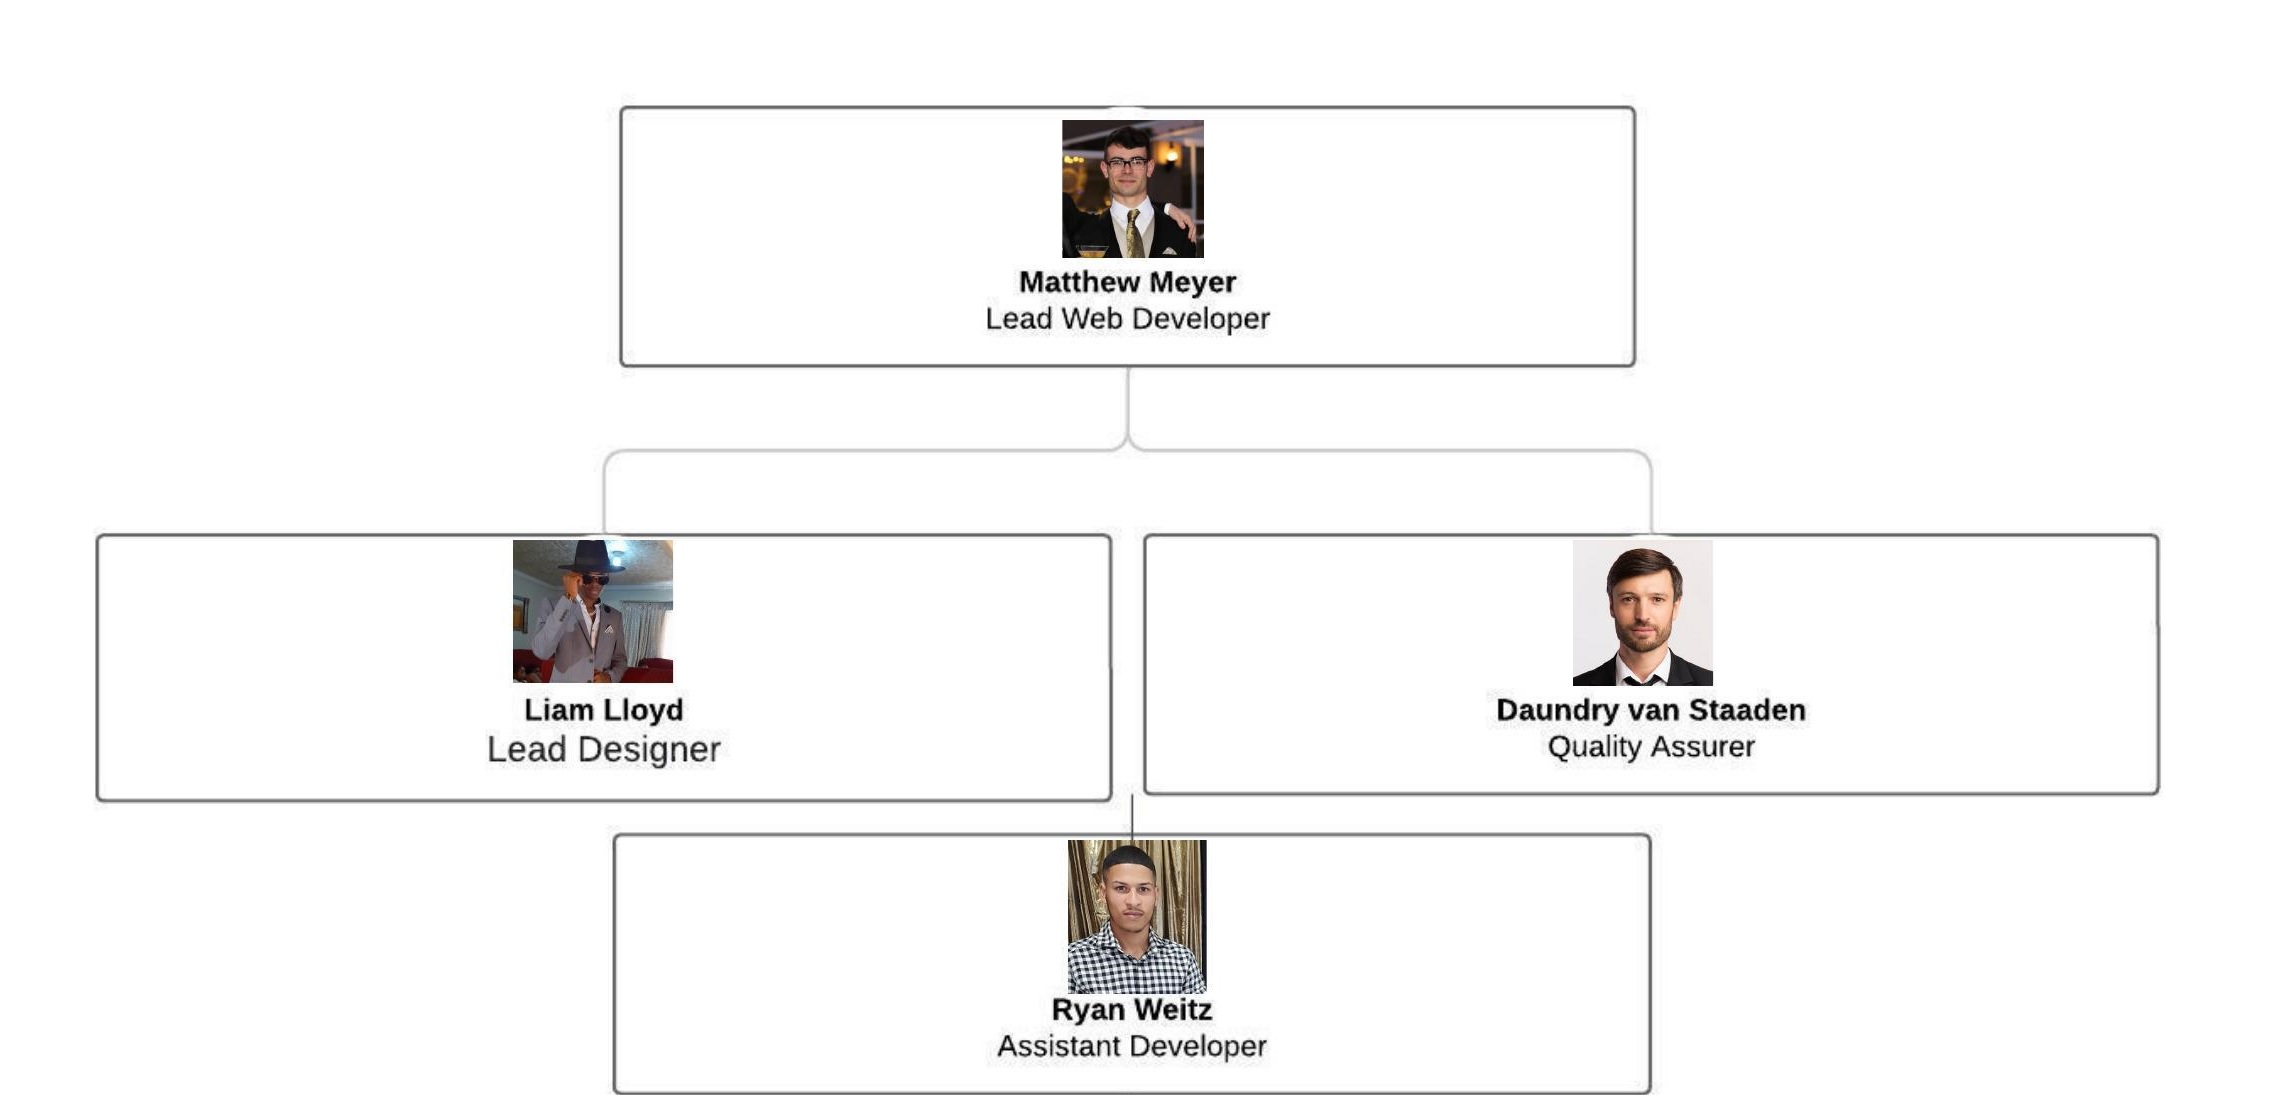 Matthew Meyer
Lead Web Developer
Liam Lloyd
Lead Designer
Daundry van Staaden
Quality Assurer
Ryan Weitz
Assistant Developer